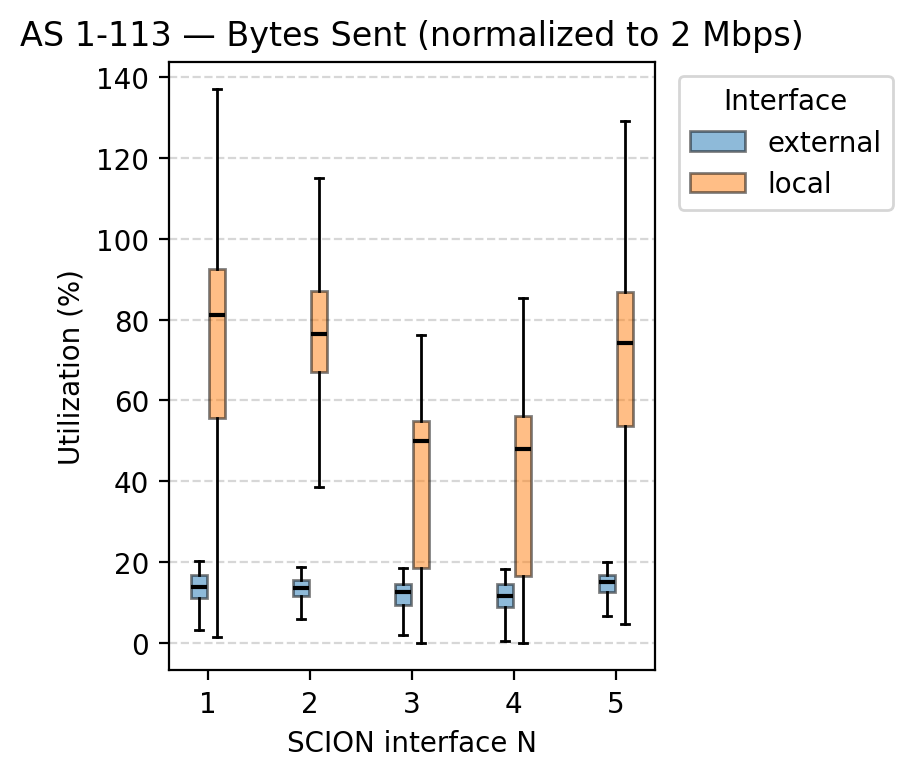 AS 1-113 — Bytes Sent (normalized to 2 Mbps)
Interface
external
local
Utilization (%)
140
120
100
80
60
40
20
0
1 2 3 4 5
SCION interface N